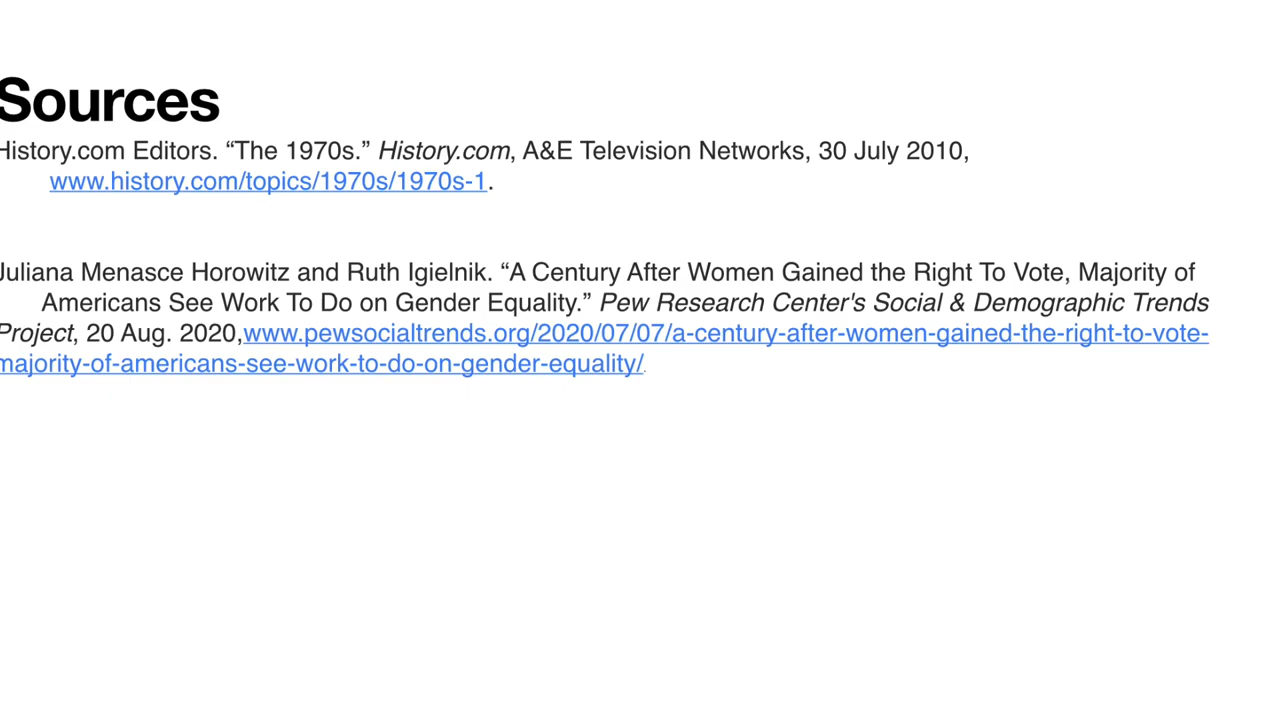 Sources
History.com Editors. “The 1970s.” History.com, A&E Television Networks, 30 July 2010,
www.history.com/topics/1970s/1970s-1.
Juliana Menasce Horowitz and Ruth Igielnik. “A Century After Women Gained the Right To Vote, Majority of
Americans See Work To Do on Gender Equality.” Pew Research Center's Social & Demographic Trends
Project, 20 Aug. 2020,www.pewsocialtrends.org/2020/07/07/a-century-after-women-gained-the-right-to-vote-
majority-of-americans-see-work-to-do-on-gender-equality/.